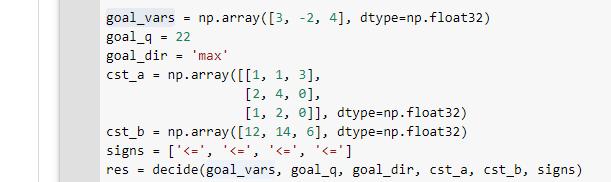 goal_vars = np.array([3, -2, 4], dtype=np.float32)
goal_q = 22
goal_dir = 'max'
cst_a = np.array([[1, 1, 3],
[2, 4, 0],
[1, 2, 0]], dtype=np.float32)
cst_b = np.array([12, 14, 6], dtype=np.float32)
signs = ['<=', '<=', '<=', '<=']
res = decide(goal_vars, goal_q, goal_dir, cst_a, cst_b, signs)